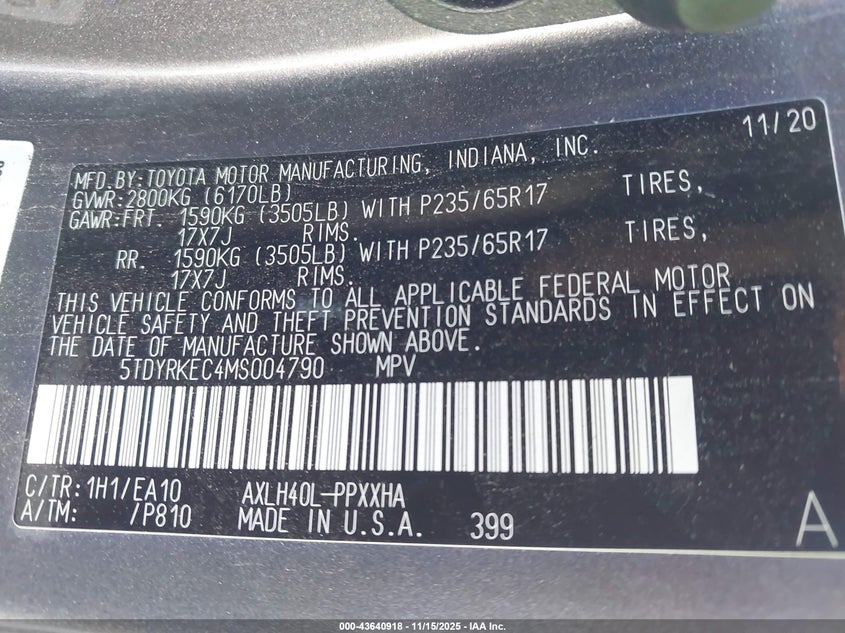 11/20
MFD.BY:TOYOTA MOTOR MANUFACTURING, INDIANA, INC.
GVWR:2800KG (6170LB)
GAWR:FRT. 1590KG (3505LB) WITH P235/65R17 TIRES,
17X7J RIMS.
RR. 1590KG (3505LB) WITH P235/65R17 TIRES,
17X7J RIMS.
THIS VEHICLE CONFORMS TO ALL APPLICABLE FEDERAL MOTOR
VEHICLE SAFETY AND THEFT PREVENTION STANDARDS IN EFFECT ON
THE DATE OF MANUFACTURE SHOWN ABOVE.
5TDYRKEC4MS004790 MPV
C/TR:1H1/EA10 AXLH40L-PPXXHA
A/TM: /P810 MADE IN U.S.A. 399
A
000-43640918 - 11/15/2025 - IAA Inc.